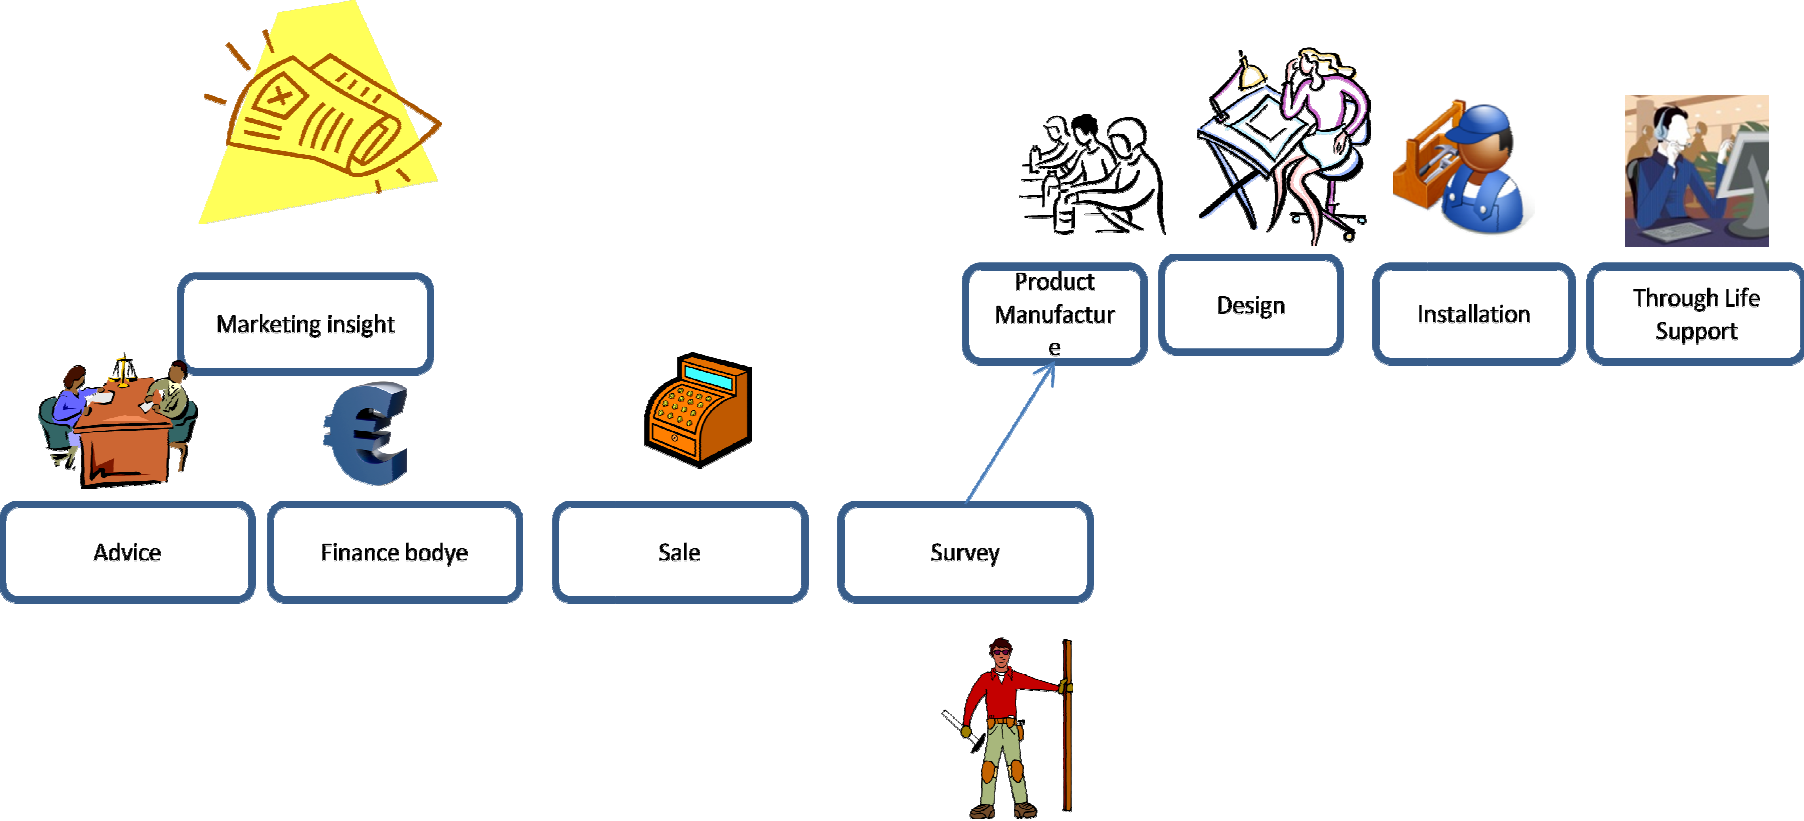 Marketing insight
Product
Manufactur
e
Design
Installation
Through Life
Support
Advice
Finance bodye
Sale
Survey